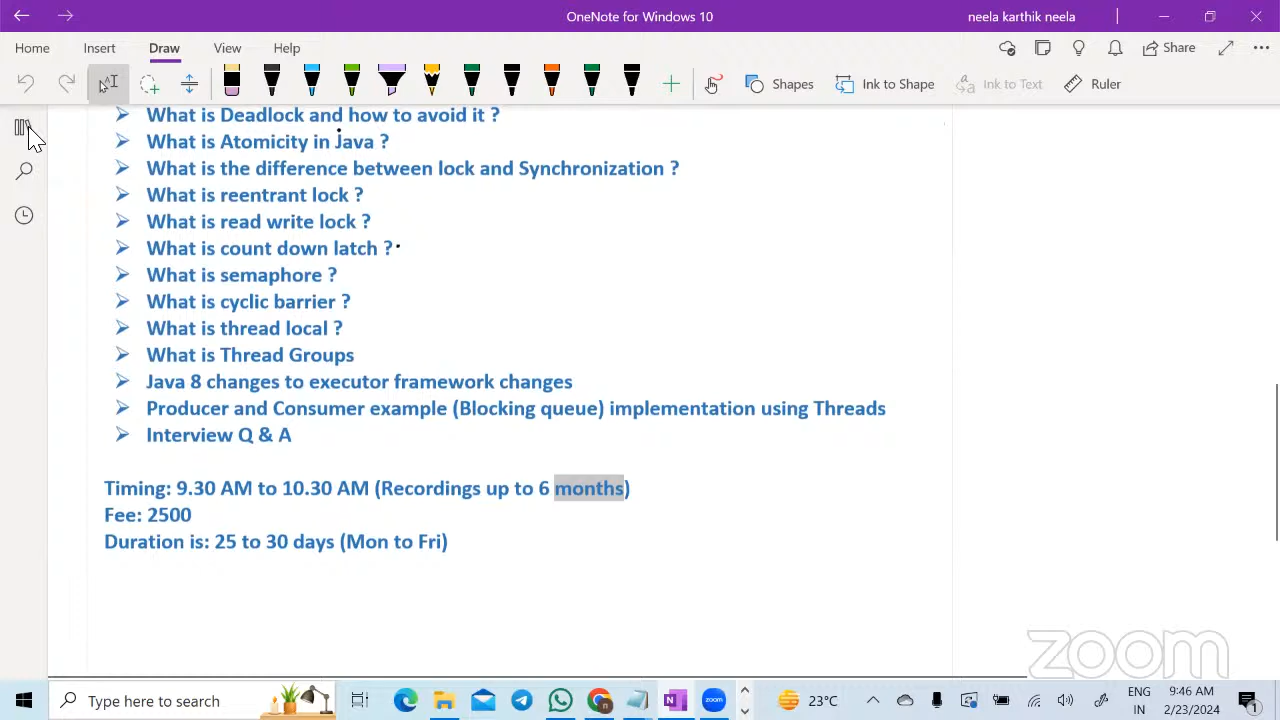 OneNote for Windows 10
neela karthik neela
Home Insert Draw View Help
Share
Shapes Ink to Shape Ink to Text Ruler
What is Deadlock and how to avoid it ?
What is Atomicity in Java ?
What is the difference between lock and Synchronization ?
What is reentrant lock ?
What is read write lock ?
What is count down latch ?
What is semaphore ?
What is cyclic barrier ?
What is thread local ?
What is Thread Groups
Java 8 changes to executor framework changes
Producer and Consumer example (Blocking queue) implementation using Threads
Interview Q & A
Timing: 9.30 AM to 10.30 AM (Recordings up to 6 months)
Fee: 2500
Duration is: 25 to 30 days (Mon to Fri)
zoom
Type here to search
zoom
23°C
ENG
IN
9:46 AM
2/23/2024
1